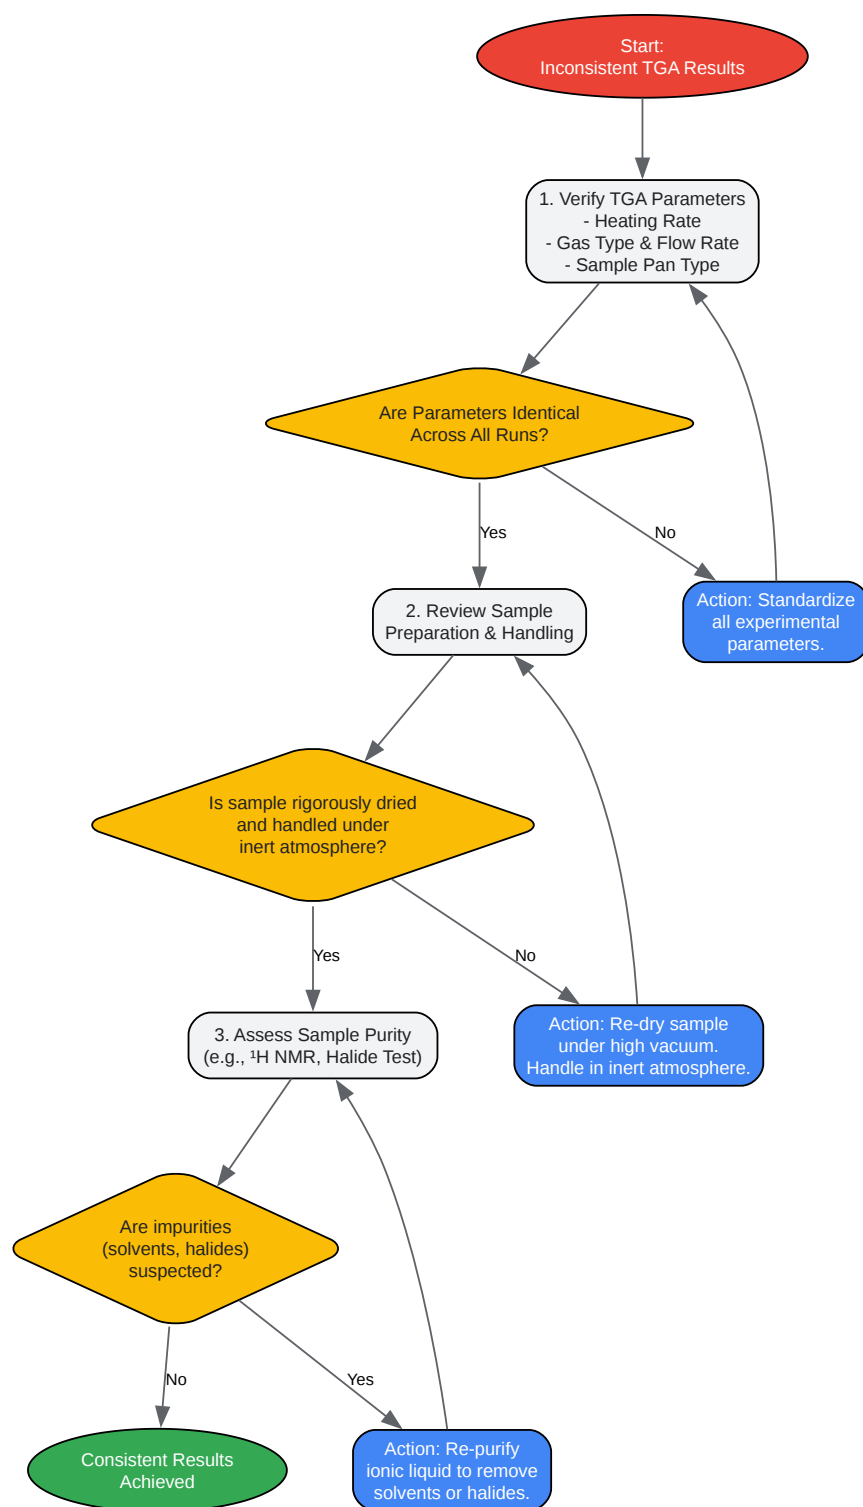 Start:
Inconsistent TGA Results
1. Verify TGA Parameters
- Heating Rate
- Gas Type & Flow Rate
- Sample Pan Type
Are Parameters Identical
Across All Runs?
Yes
No
Action: Standardize
all experimental
parameters.
2. Review Sample
Preparation & Handling
Is sample rigorously dried
and handled under
inert atmosphere?
Yes
No
Action: Re-dry sample
under high vacuum.
Handle in inert atmosphere.
3. Assess Sample Purity
(e.g., ¹H NMR, Halide Test)
Are impurities
(solvents, halides)
suspected?
No
Yes
Consistent Results
Achieved
Action: Re-purify
ionic liquid to remove
solvents or halides.